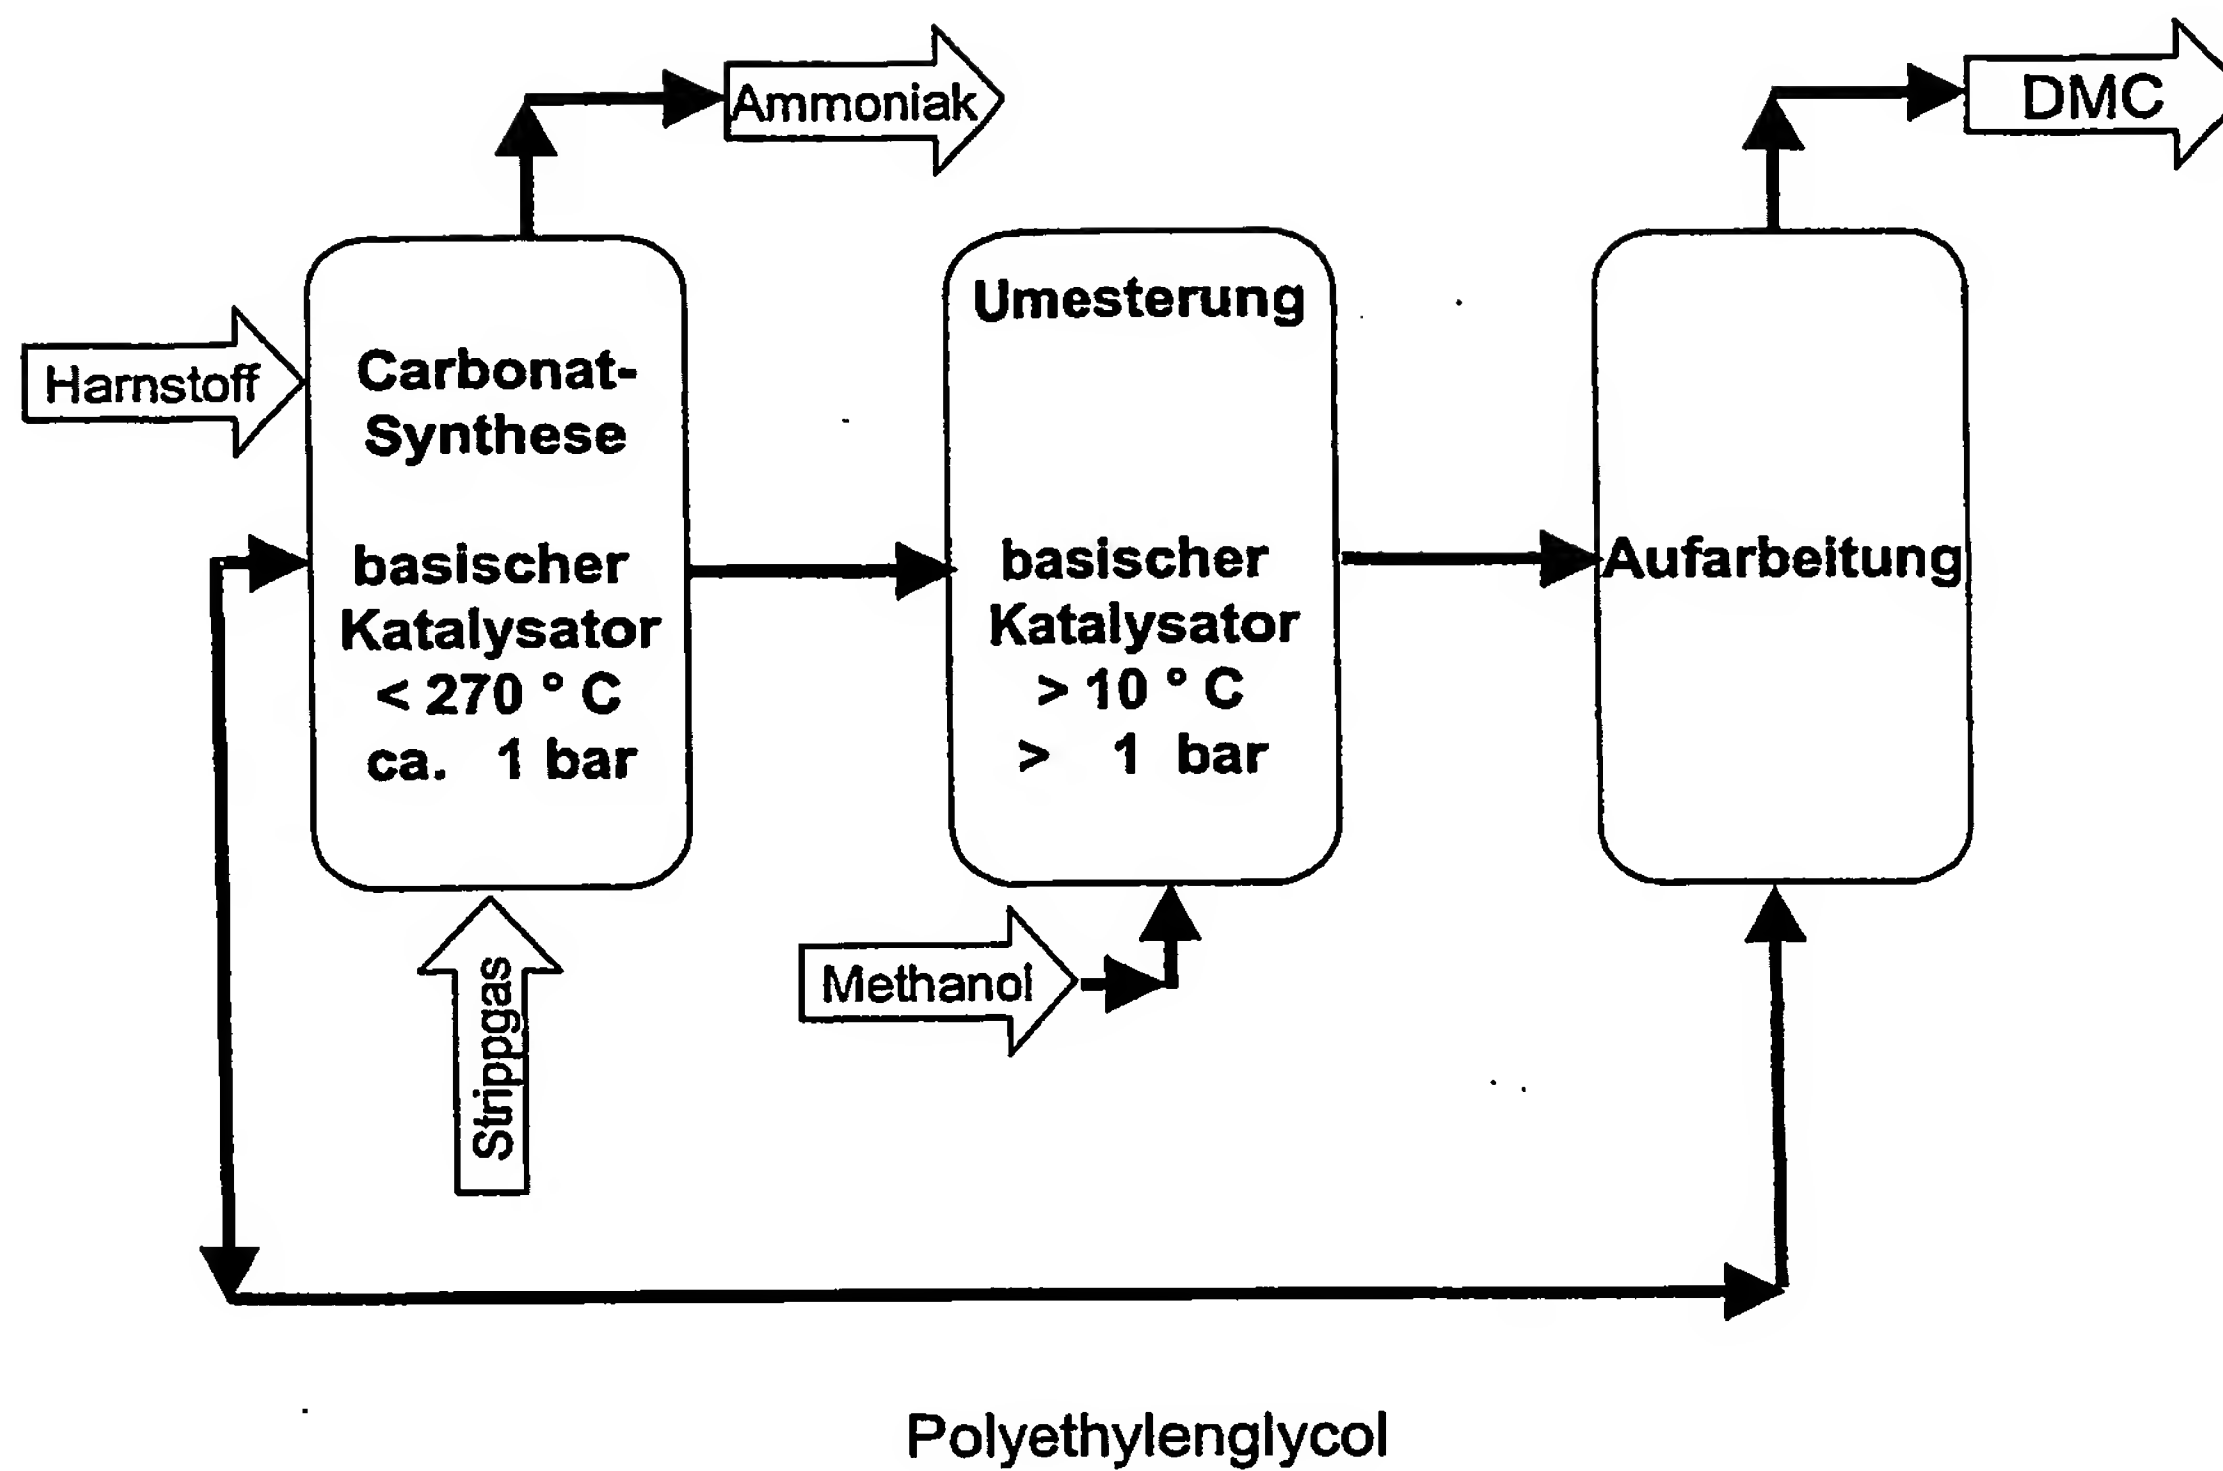 Ammoniak
DMC
Harnstoff
Carbonat-
Synthese
basischer
Katalysator
< 270 ° C
ca. 1 bar
Umesterung
basischer
Katalysator
> 10 ° C
> 1 bar
Aufarbeitung
Strippgas
Methanol
Polyethylenglycol